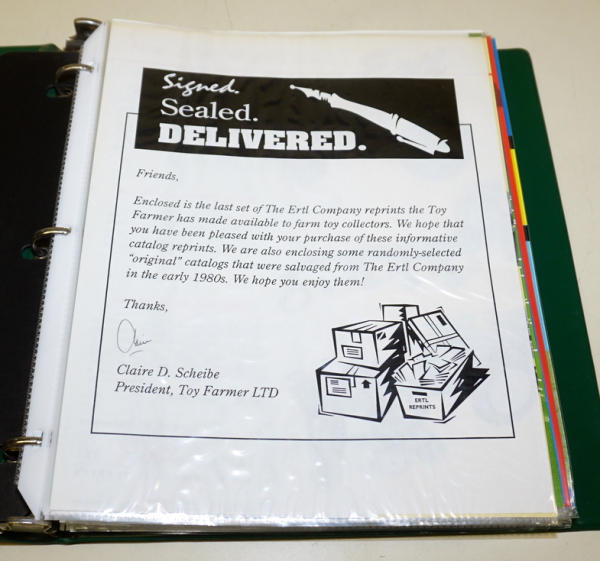 Signed.
Sealed.
DELIVERED.
Friends,
Enclosed is the last set of The Ertl Company reprints the Toy
Farmer has made available to farm toy collectors. We hope that
you have been pleased with your purchase of these informative
catalog reprints. We are also enclosing some randomly-selected
"original" catalogs that were salvaged from The Ertl Company
in the early 1980s. We hope you enjoy them!
Thanks,
Claire
Claire D. Scheibe
President, Toy Farmer LTD
ERTL
REPRINTS